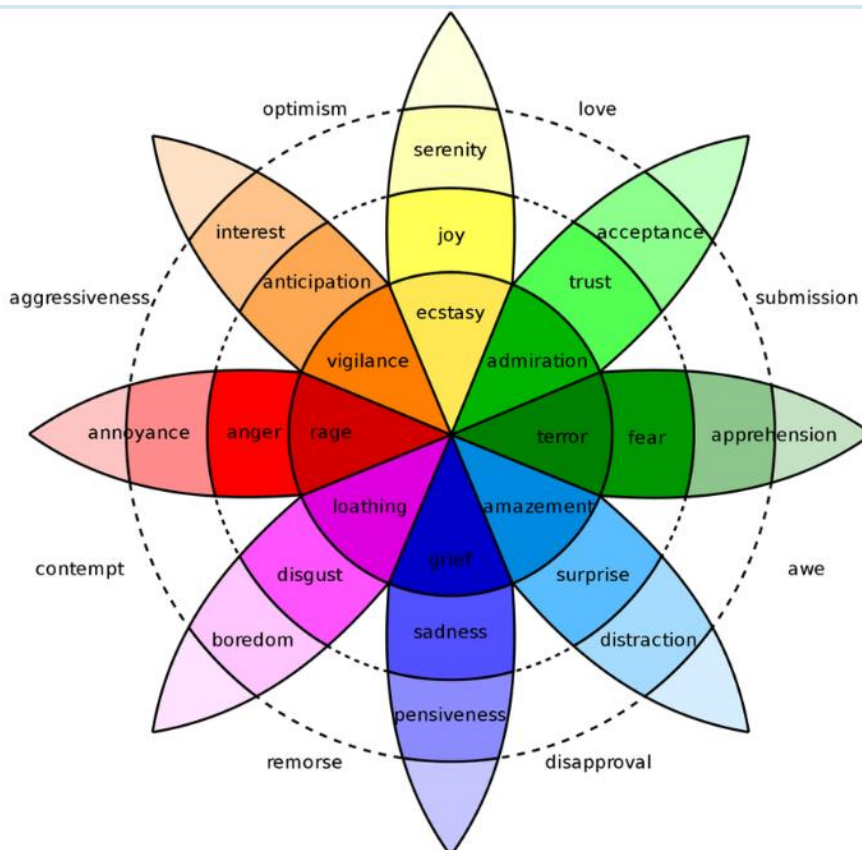 optimism
love
serenity
interest
acceptance
joy
anticipation
trust
aggressiveness
submission
ecstasy
vigilance
admiration
annoyance
anger
rage
terror
fear
apprehension
loathing
amazement
grief
contempt
disgust
surprise
awe
boredom
sadness
distraction
pensiveness
remorse
disapproval